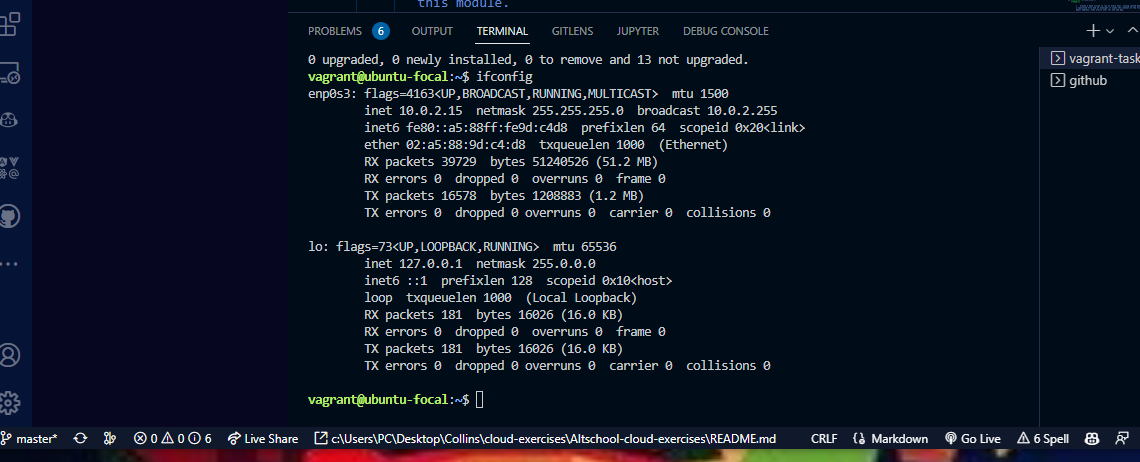 this module.
PROBLEMS 6 OUTPUT TERMINAL GITLENS JUPYTER DEBUG CONSOLE
0 upgraded, 0 newly installed, 0 to remove and 13 not upgraded.
vagrant@ubuntu-focal:~$ ifconfig
enp0s3: flags=4163<UP,BROADCAST,RUNNING,MULTICAST>  mtu 1500
        inet 10.0.2.15  netmask 255.255.255.0  broadcast 10.0.2.255
        inet6 fe80::a5:88ff:fe9d:c4d8  prefixlen 64  scopeid 0x20<link>
        ether 02:a5:88:9d:c4:d8  txqueuelen 1000  (Ethernet)
        RX packets 39729  bytes 51240526 (51.2 MB)
        RX errors 0  dropped 0  overruns 0  frame 0
        TX packets 16578  bytes 1208883 (1.2 MB)
        TX errors 0  dropped 0 overruns 0  carrier 0  collisions 0
lo: flags=73<UP,LOOPBACK,RUNNING>  mtu 65536
        inet 127.0.0.1  netmask 255.0.0.0
        inet6 ::1  prefixlen 128  scopeid 0x10<host>
        loop  txqueuelen 1000  (Local Loopback)
        RX packets 181  bytes 16026 (16.0 KB)
        RX errors 0  dropped 0  overruns 0  frame 0
        TX packets 181  bytes 16026 (16.0 KB)
        TX errors 0  dropped 0 overruns 0  carrier 0  collisions 0
vagrant@ubuntu-focal:~$
vagrant-task
github
master* 0 0 6 Live Share c:\Users\PC\Desktop\Collins\cloud-exercises\Altschool-cloud-exercises\README.md CRLF Markdown Go Live 6 Spell